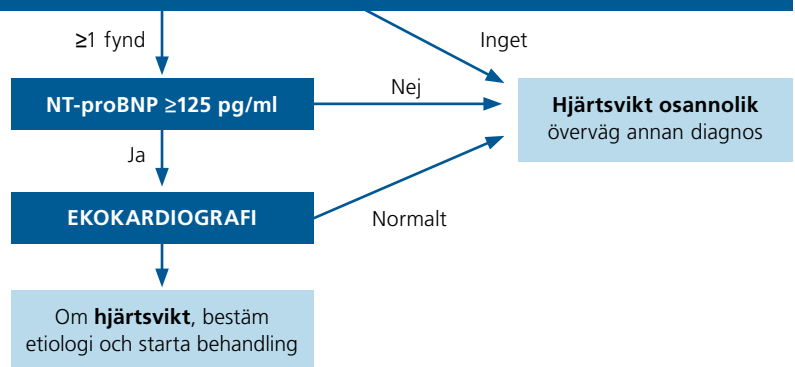 ≥1 fynd
Inget
NT-proBNP ≥125 pg/ml
Nej
Hjärtsvikt osannolik
överväg annan diagnos
Ja
EKOKARDIOGRAFI
Normalt
Om hjärtsvikt, bestäm
etiologi och starta behandling